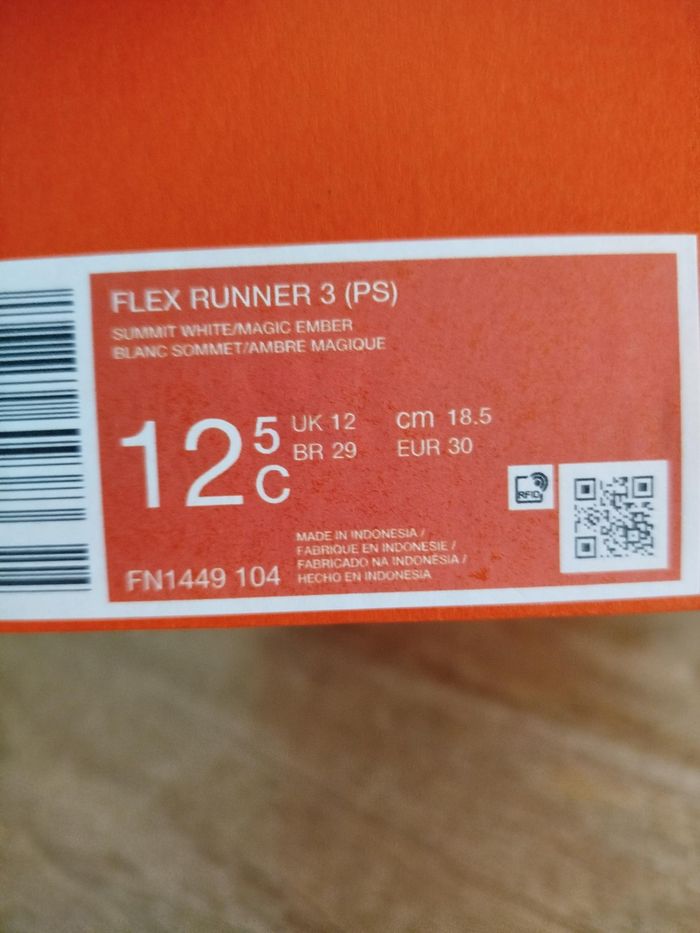 FLEX RUNNER 3 (PS)
SUMMIT WHITE/MAGIC EMBER
BLANC SOMMET/AMBRE MAGIQUE
12 5 C
UK 12 cm 18.5
BR 29 EUR 30
RFID
MADE IN INDONESIA /
FABRIQUE EN INDONESIE /
FABRICADO NA INDONÉSIA /
HECHO EN INDONESIA
FN1449 104